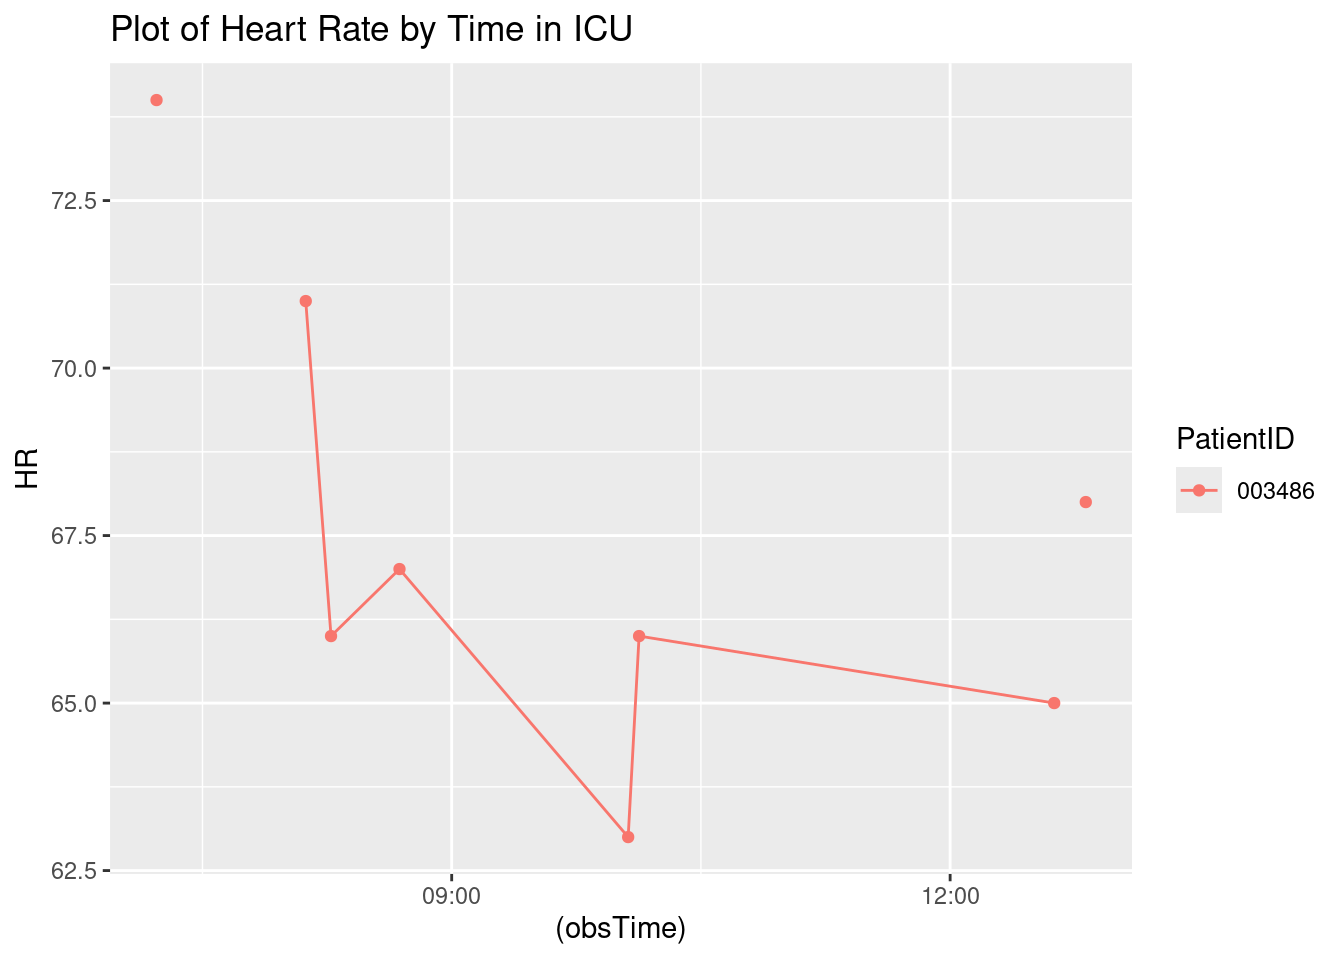 Plot of Heart Rate by Time in ICU
72.5
70.0
67.5
65.0
62.5
HR
09:00
12:00
(obsTime)
PatientID
003486